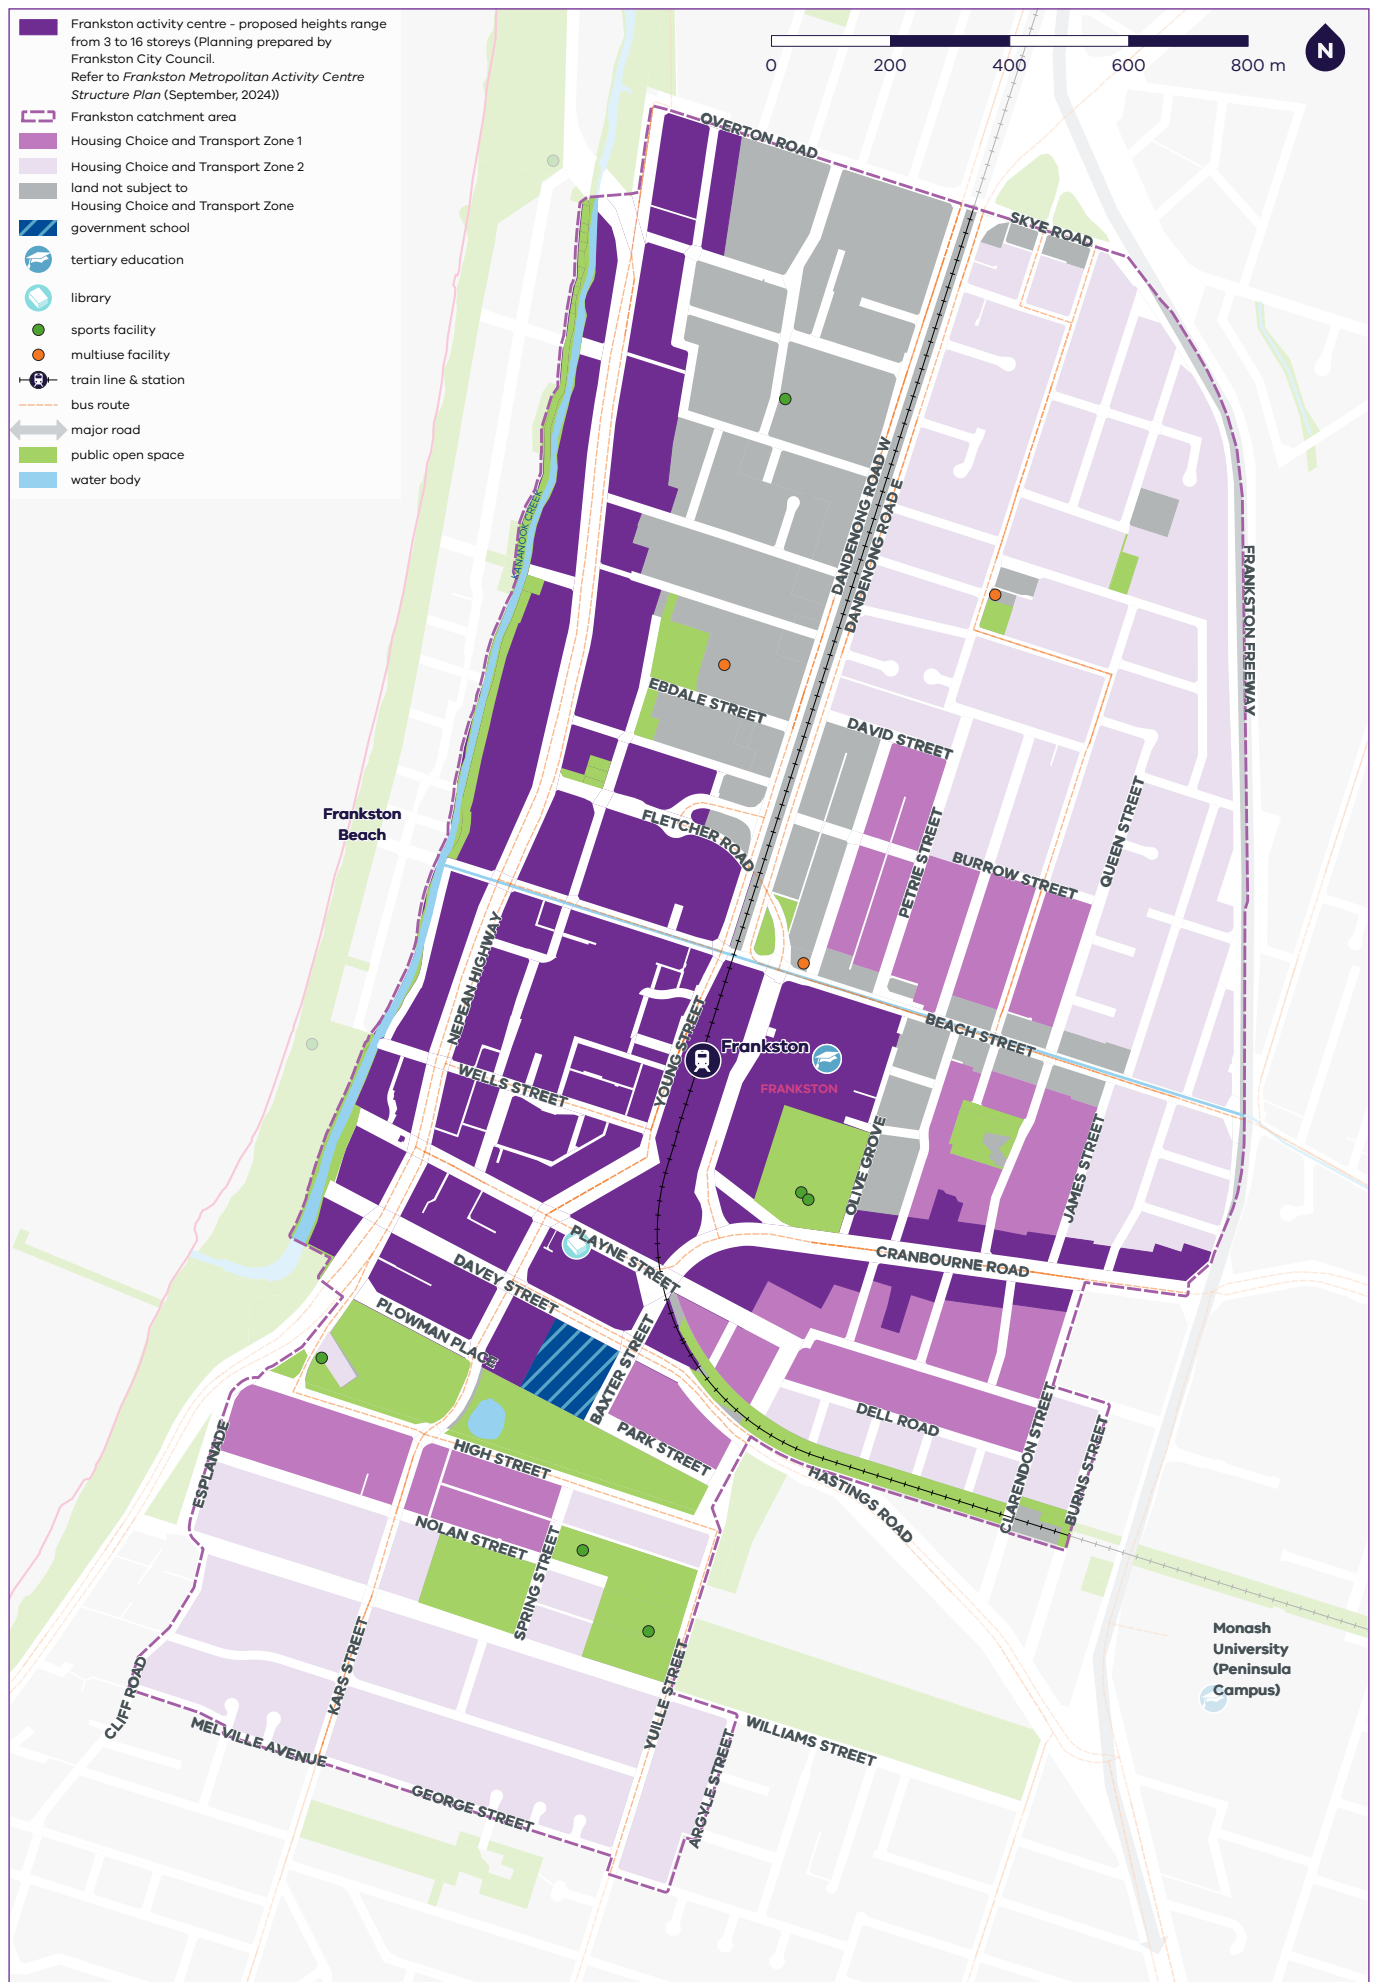 Frankston activity centre - proposed heights range
from 3 to 16 storeys (Planning prepared by
Frankston City Council.
Refer to Frankston Metropolitan Activity Centre
Structure Plan (September, 2024))
Frankston catchment area
Housing Choice and Transport Zone 1
Housing Choice and Transport Zone 2
land not subject to
Housing Choice and Transport Zone
government school
tertiary education
library
sports facility
multiuse facility
train line & station
bus route
major road
public open space
water body
0 200 400 600 800 m
N
OVERTON ROAD
SKYE ROAD
KANANOOK CREEK
DANDENONG ROAD W
DANDENONG ROAD E
FRANKSTON FREEWAY
EBDALE STREET
DAVID STREET
Frankston
Beach
FLETCHER ROAD
PETRIE STREET
BURROW STREET
QUEEN STREET
NEPEAN HIGHWAY
YOUNG STREET
BEACH STREET
Frankston
FRANKSTON
WELLS STREET
OLIVE GROVE
JAMES STREET
PLAYNE STREET
CRANBOURNE ROAD
DAVEY STREET
PLOWMAN PLACE
BAXTER STREET
DELL ROAD
PARK STREET
CLARENDON STREET
BURNS STREET
ESPLANADE
HIGH STREET
HASTINGS ROAD
NOLAN STREET
SPRING STREET
Monash
University
(Peninsula
Campus)
KARS STREET
YUILLE STREET
CLIFF ROAD
MELVILLE AVENUE
WILLIAMS STREET
GEORGE STREET
ARGYLE STREET